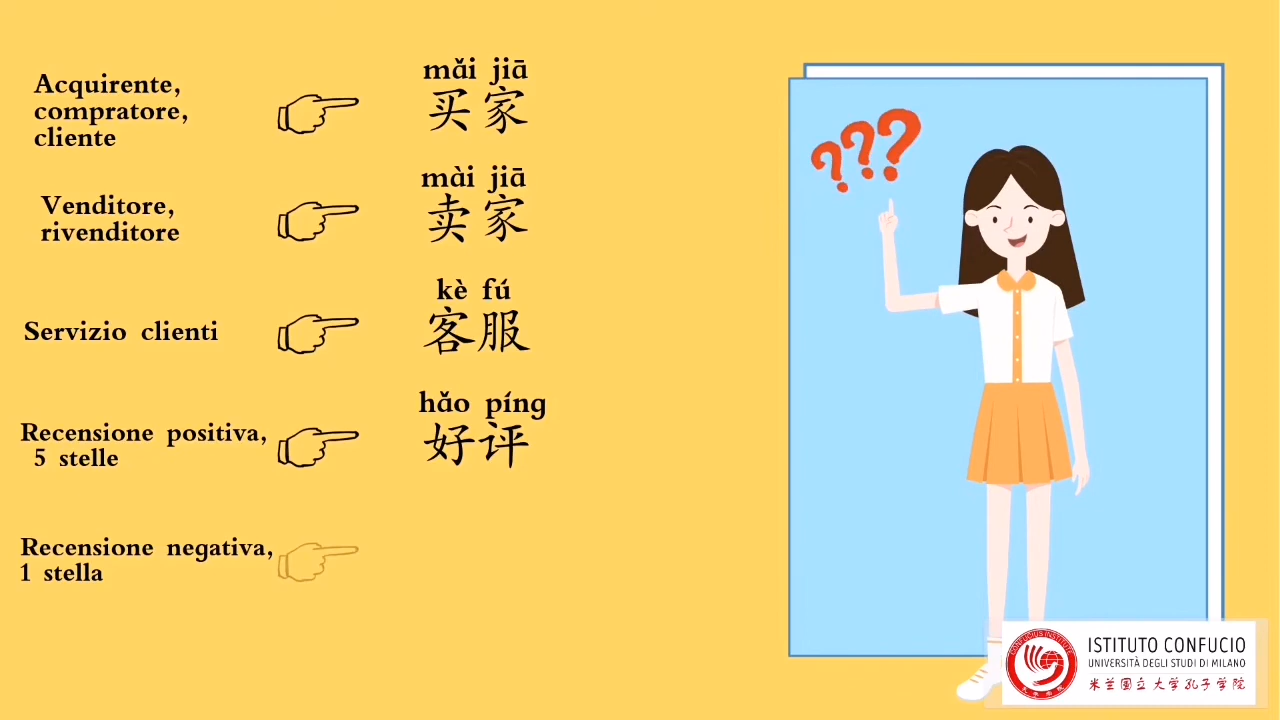 Acquirente,
compratore,
cliente
mǎi jiā
买家
Venditore,
rivenditore
mài jiā
卖家
Servizio clienti
kè fú
客服
Recensione positiva,
5 stelle
hǎo píng
好评
Recensione negativa,
1 stella
???
CONFUCIUS INSTITUTE
ISTITUTO CONFUCIO
UNIVERSITÀ DEGLI STUDI DI MILANO
米兰国立大学孔子学院